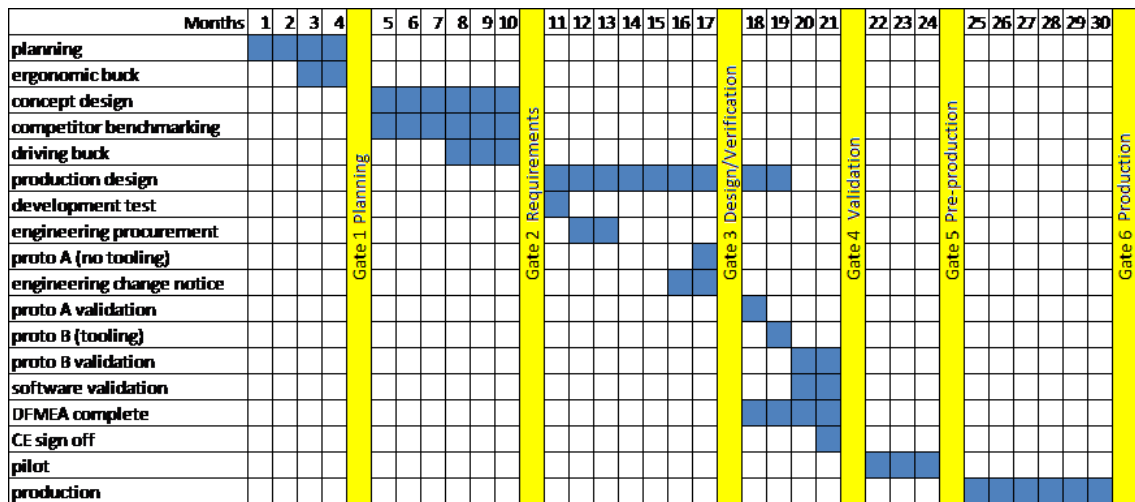 Months 1 2 3 4 5 6 7 8 9 10 11 12 13 14 15 16 17 18 19 20 21 22 23 24 25 26 27 28 29 30
planning
ergonomic buck
concept design
competitor benchmarking
driving buck
production design
development test
engineering procurement
proto A (no tooling)
engineering change notice
proto A validation
proto B (tooling)
proto B validation
software validation
DFMEA complete
CE sign off
pilot
production
Gate 1 Planning
Gate 2 Requirements
Gate 3 Design/Verification
Gate 4 Validation
Gate 5 Pre-production
Gate 6 Production